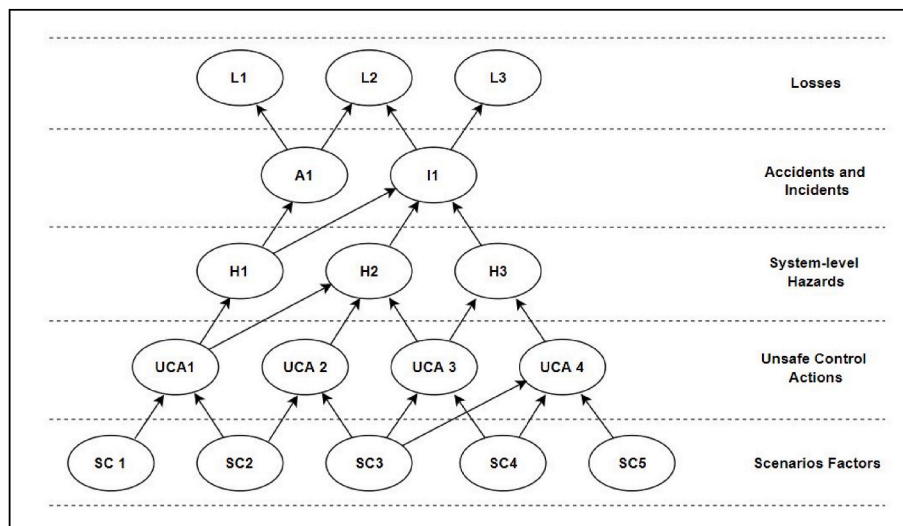 L1 L2 L3 Losses
A1 I1 Accidents and
Incidents
H1 H2 H3 System-level
Hazards
UCA1 UCA 2 UCA 3 UCA 4 Unsafe Control
Actions
SC 1 SC2 SC3 SC4 SC5 Scenarios Factors